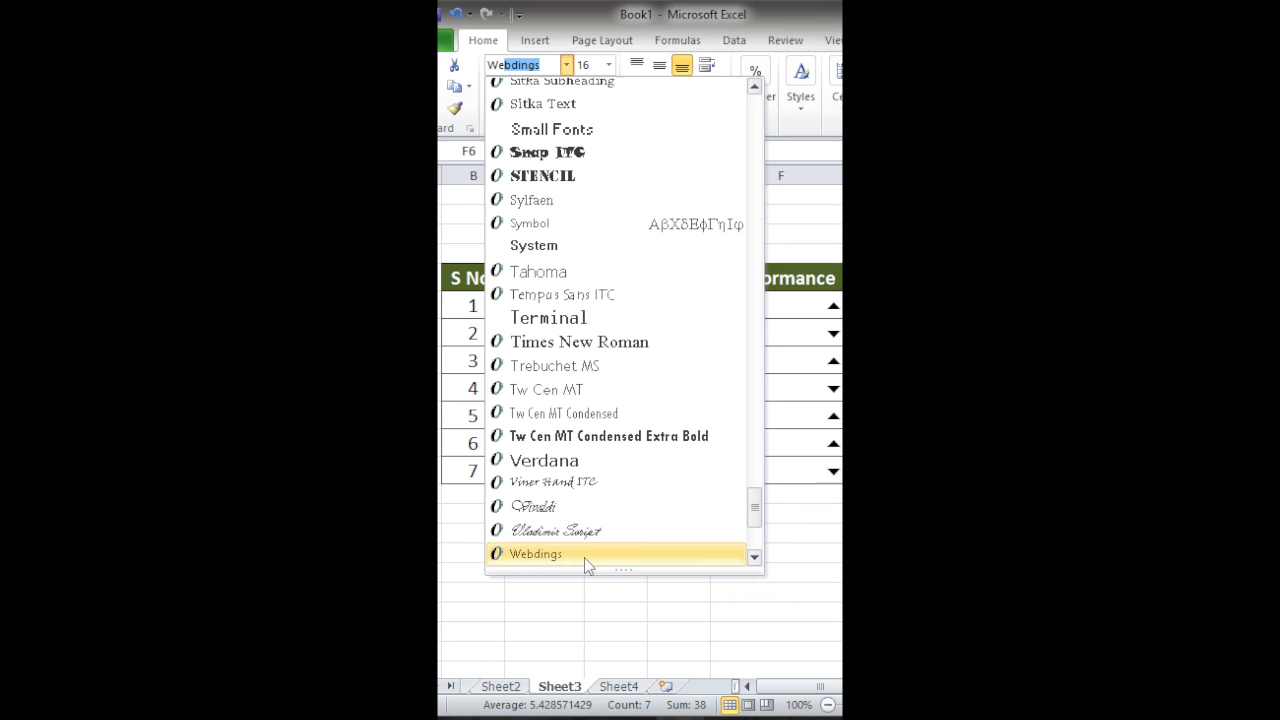 Book1 - Microsoft Excel
Home Insert Page Layout Formulas Data Review
Webdings 16 %
Styles
F6
B F
Sitka Subheading
Sitka Text
Small Fonts
Snap ITC
STENCIL
Sylfaen
Symbol ΑβΧδΕϕΓηΙφ
System
Tahoma
Tempus Sans ITC
Terminal
Times New Roman
Trebuchet MS
Tw Cen MT
Tw Cen MT Condensed
Tw Cen MT Condensed Extra Bold
Verdana
Viner Hand ITC
Vivaldi
Vladimir Script
Webdings
S No
ormance
1
2
3
4
5
6
7
Sheet2 Sheet3 Sheet4
Average: 5.428571429 Count: 7 Sum: 38 100%